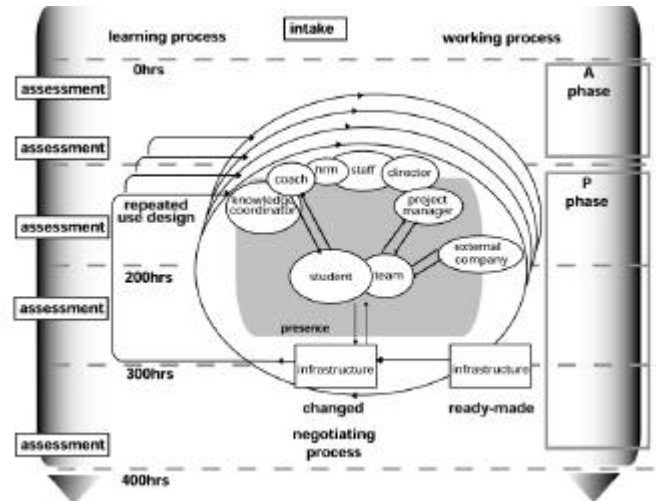 intake
learning process
working process
0hrs
A
phase
assessment
assessment
hrm
staff
director
coach
P
phase
knowledge
coordinator
project
manager
repeated
use design
assessment
external
company
student
team
200hrs
assessment
presence
infrastructure
infrastructure
300hrs
changed
ready-made
negotiating
process
assessment
400hrs